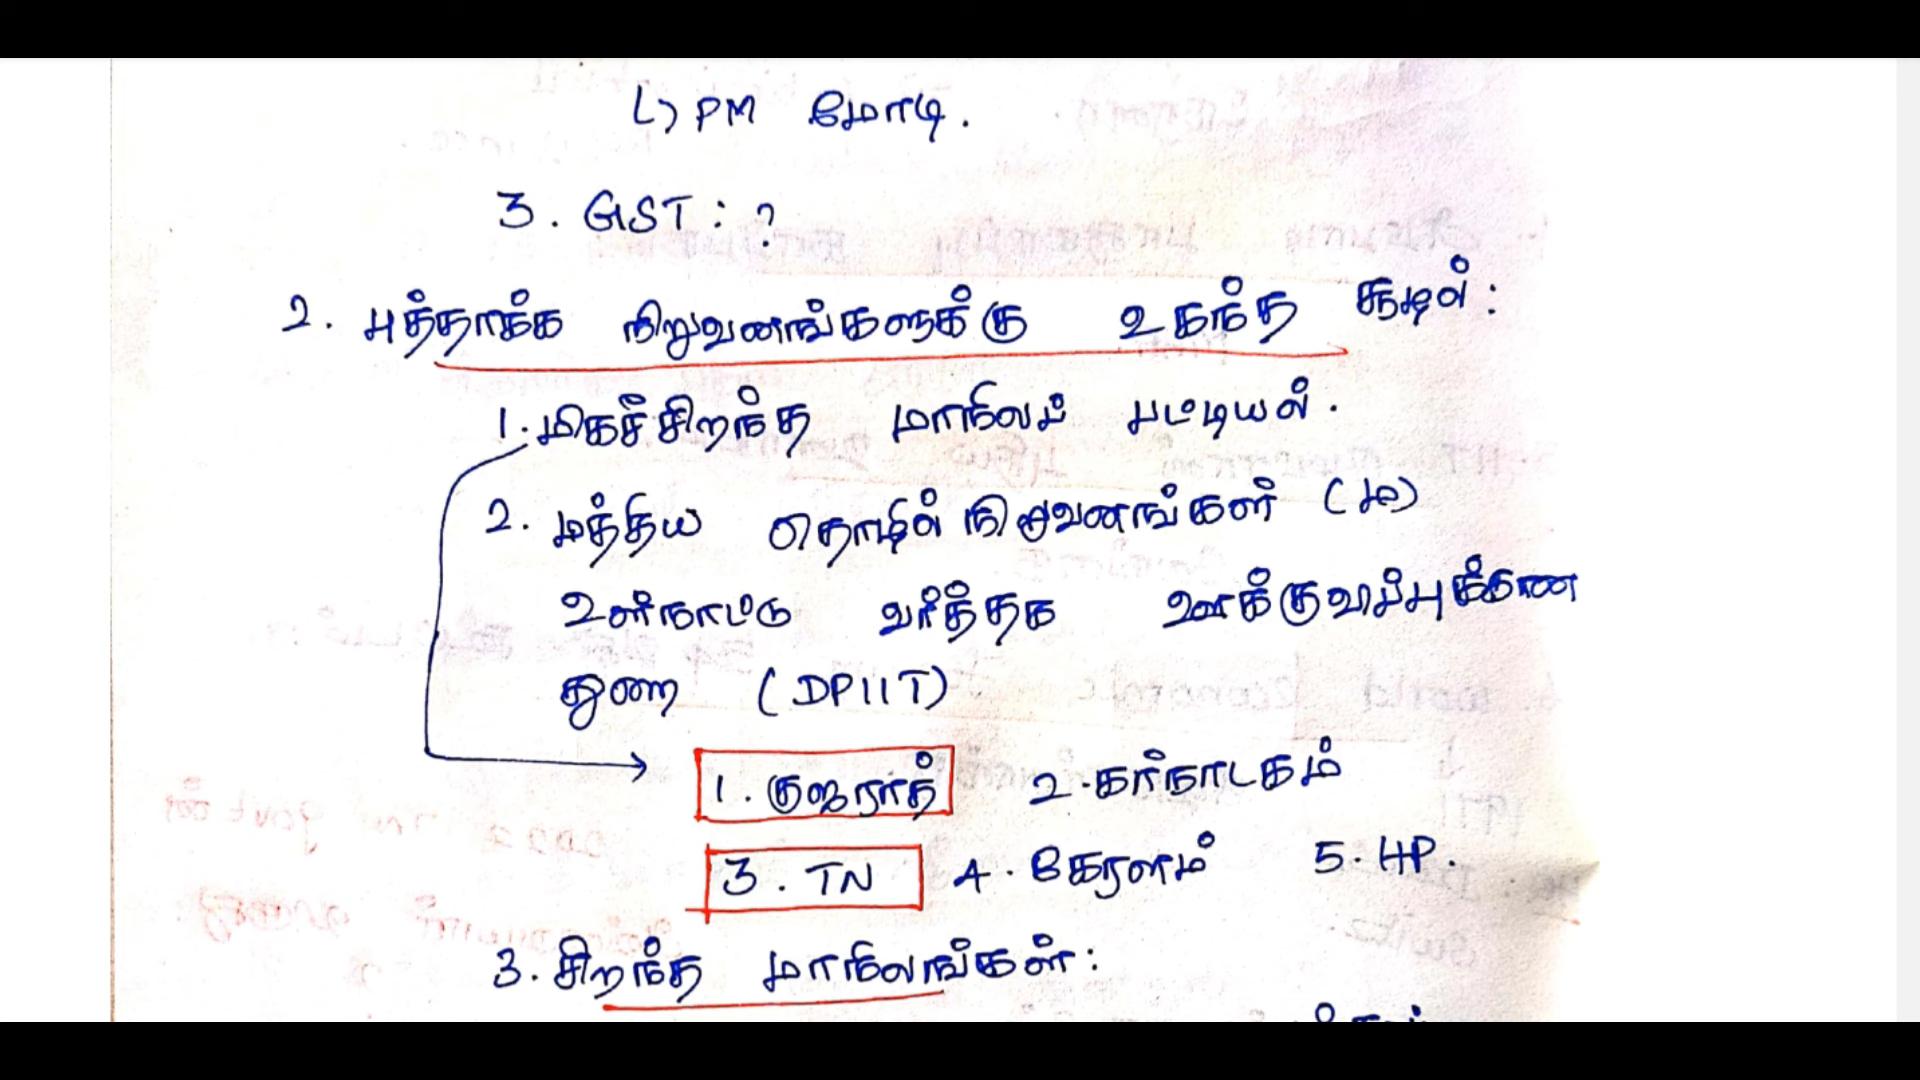 L> PM மோடி.
3. GST: ?
2. புத்தாக்க நிறுவனங்களுக்கு உகந்த சூழல்:
1. மிகச்சிறந்த மாநிலப் பட்டியல்.
2. மத்திய தொழில் நிறுவனங்கள் (ம)
உள்நாட்டு வர்த்தக ஊக்குவிப்புக்கான
துறை (DPIIT)
1. குஜராத் 2. கர்நாடகம்
3. TN 4. கேரளம் 5. HP.
3. சிறந்த மாநிலங்கள்: